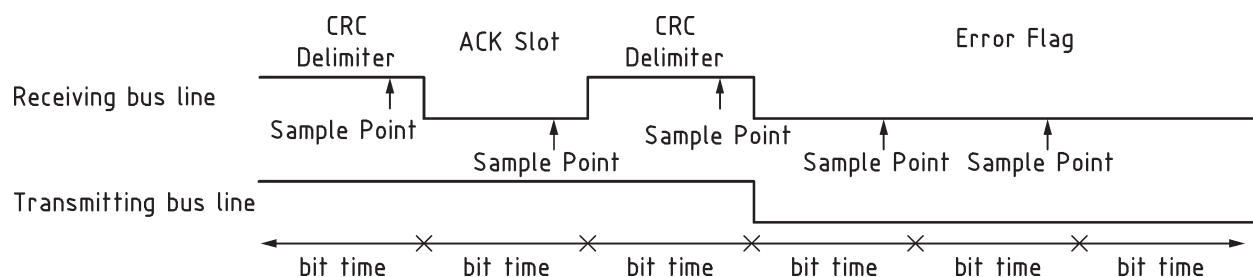 CRC
Delimiter
ACK Slot
CRC
Delimiter
Error Flag
Receiving bus line
Sample Point
Sample Point
Sample Point
Sample Point
Sample Point
Transmitting bus line
bit time
bit time
bit time
bit time
bit time
bit time